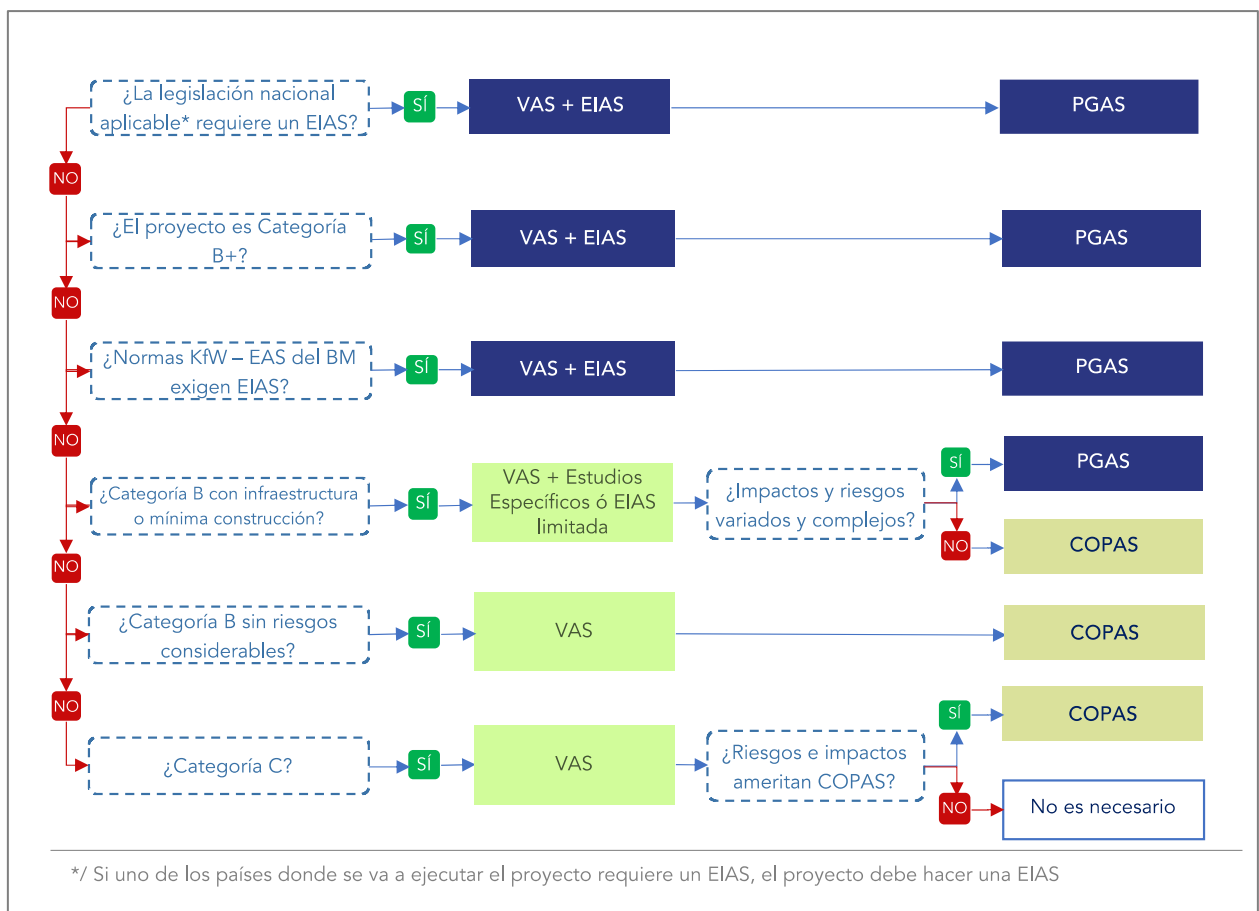 ¿La legislación nacional
aplicable* requiere un EIAS?
SÍ
VAS + EIAS
PGAS
NO
¿El proyecto es Categoría
B+?
SÍ
VAS + EIAS
PGAS
NO
¿Normas KfW – EAS del BM
exigen EIAS?
SÍ
VAS + EIAS
PGAS
NO
¿Categoría B con infraestructura
o mínima construcción?
SÍ
VAS + Estudios
Específicos ó EIAS
limitada
¿Impactos y riesgos
variados y complejos?
SÍ
PGAS
NO
COPAS
NO
¿Categoría B sin riesgos
considerables?
SÍ
VAS
COPAS
NO
¿Categoría C?
SÍ
VAS
¿Riesgos e impactos
ameritan COPAS?
SÍ
COPAS
NO
No es necesario
*/ Si uno de los países donde se va a ejecutar el proyecto requiere un EIAS, el proyecto debe hacer una EIAS